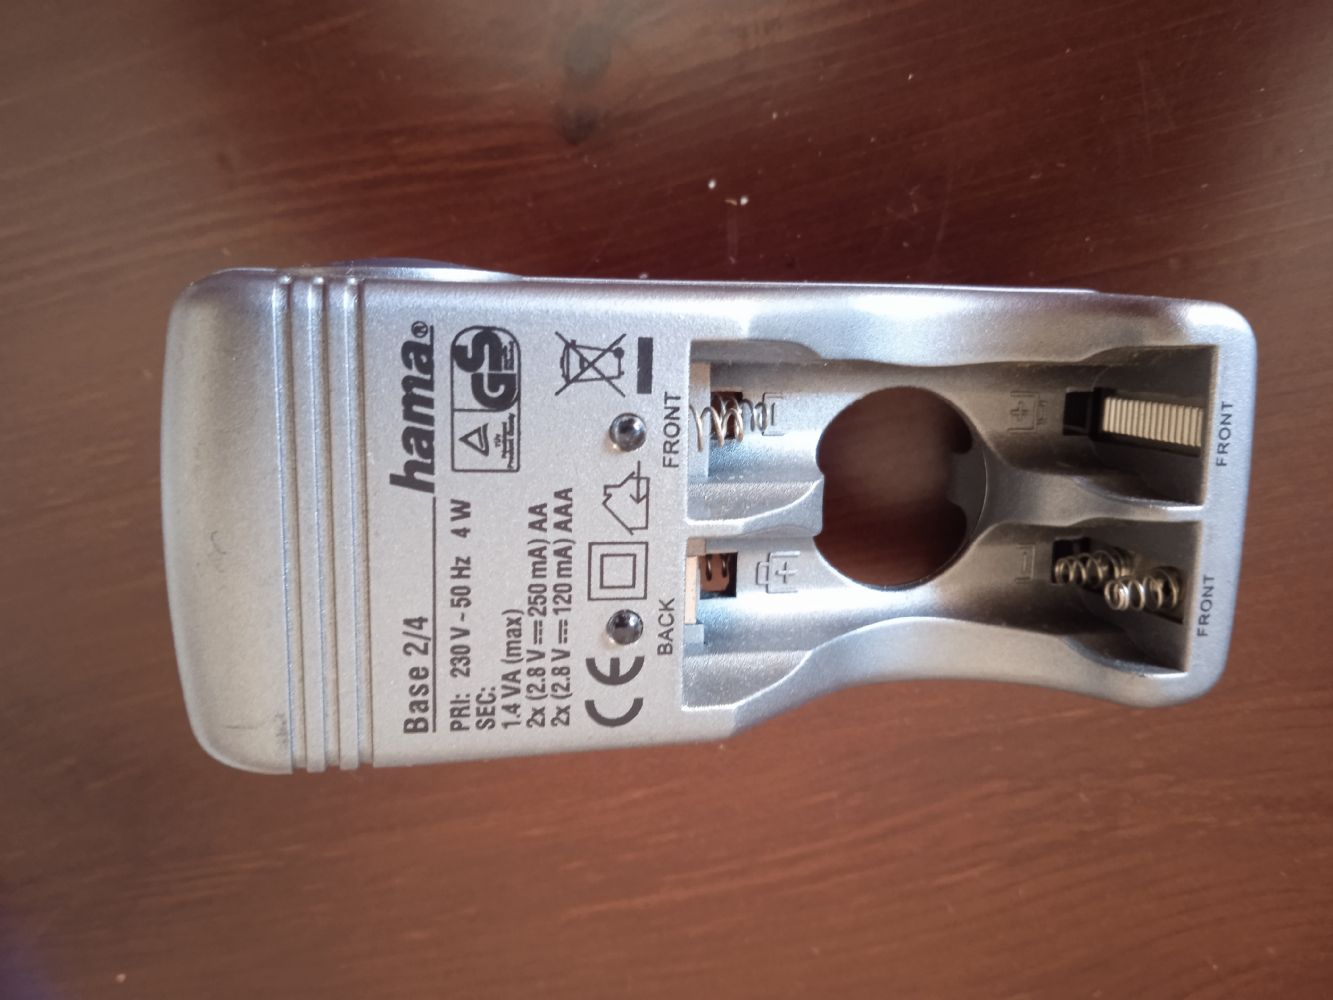 hama®
Base 2/4
PRI: 230 V ~ 50 Hz 4 W
SEC:
1.4 VA (max)
2x (2.8 V ⎓ 250 mA) AA
2x (2.8 V ⎓ 120 mA) AAA
GS
CE
BACK
FRONT
FRONT
FRONT